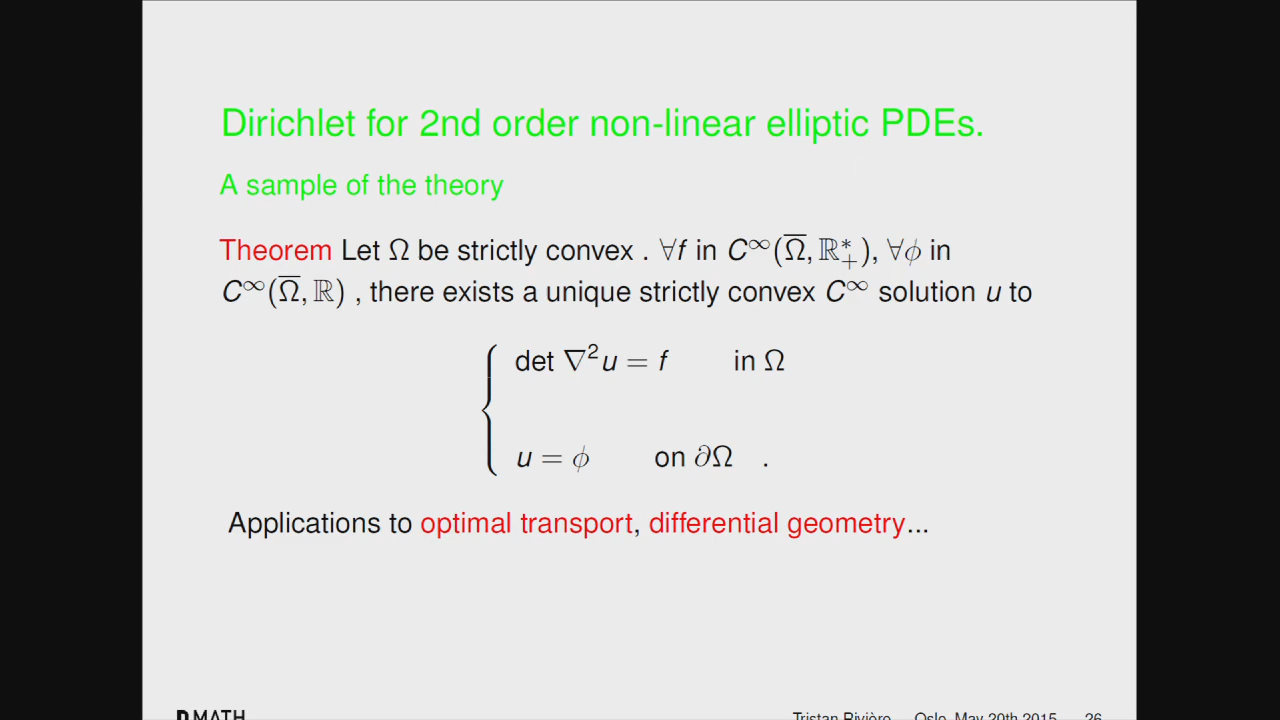 Dirichlet for 2nd order non-linear elliptic PDEs.
A sample of the theory
Theorem Let Ω be strictly convex . ∀f in C^∞(Ω̅, ℝ₊*), ∀ϕ in
C^∞(Ω̅, ℝ) , there exists a unique strictly convex C^∞ solution u to
det ∇²u = f in Ω
u = ϕ on ∂Ω .
Applications to optimal transport, differential geometry...
D MATH
Tristan Rivière Oslo, May 20th 2015 26